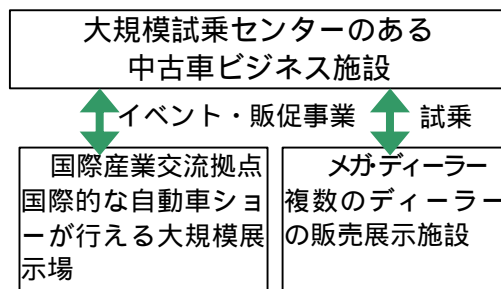 大規模試乗センターのある
中古車ビジネス施設
イベント・販促事業
試乗
国際産業交流拠点
国際的な自動車ショ
ーが行える大規模展
示場
メガ・ディーラー
複数のディーラー
の販売展示施設